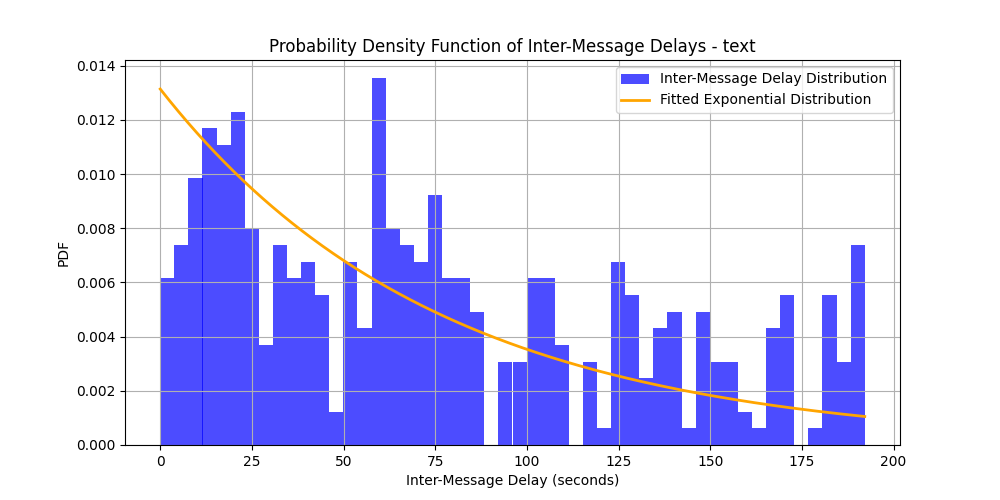 Probability Density Function of Inter-Message Delays - text
Inter-Message Delay Distribution
Fitted Exponential Distribution
PDF
0.014
0.012
0.010
0.008
0.006
0.004
0.002
0.000
0 25 50 75 100 125 150 175 200
Inter-Message Delay (seconds)